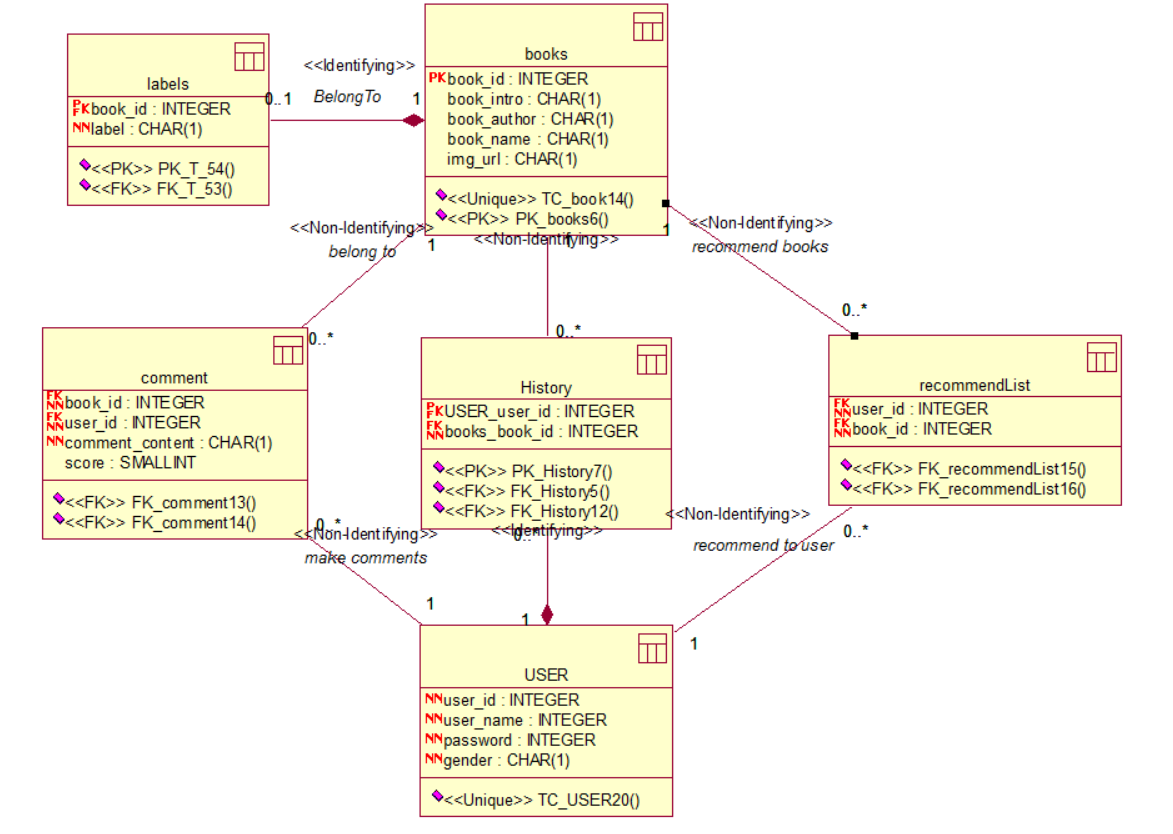 labels
PFK book_id : INTEGER
NN label : CHAR(1)
<<PK>> PK_T_54()
<<FK>> FK_T_53()
<<Identifying>>
0..1
BelongTo
1
books
PK book_id : INTEGER
book_intro : CHAR(1)
book_author : CHAR(1)
book_name : CHAR(1)
img_url : CHAR(1)
<<Unique>> TC_book14()
<<PK>> PK_books6()
<<Non-Identifying>>
belong to
1
0..*
<<Non-Identifying>>
1
0..*
<<Non-Identifying>>
recommend books
1
0..*
comment
FK NN book_id : INTEGER
FK NN user_id : INTEGER
NN comment_content : CHAR(1)
score : SMALLINT
<<FK>> FK_comment13()
<<FK>> FK_comment14()
History
PFK USER_user_id : INTEGER
FK NN books_book_id : INTEGER
<<PK>> PK_History7()
<<FK>> FK_History5()
<<FK>> FK_History12()
recommendList
FK NN user_id : INTEGER
FK NN book_id : INTEGER
<<FK>> FK_recommendList15()
<<FK>> FK_recommendList16()
0..*
<<Non-Identifying>>
make comments
1
<<Identifying>>
0..*
1
<<Non-Identifying>>
recommend to user
0..*
1
USER
NN user_id : INTEGER
NN user_name : INTEGER
NN password : INTEGER
NN gender : CHAR(1)
<<Unique>> TC_USER20()